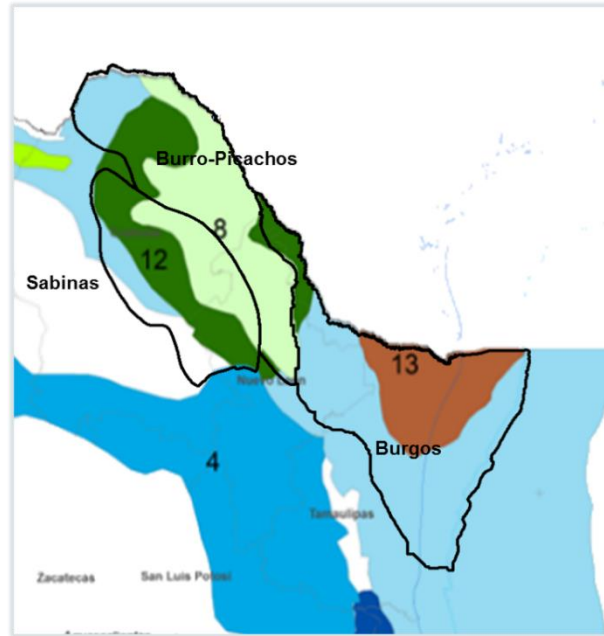 Burro-Picachos
8
12
Sabinas
Nuevo León
13
Burgos
4
Tamaulipas
Zacatecas
San Luis Potosí